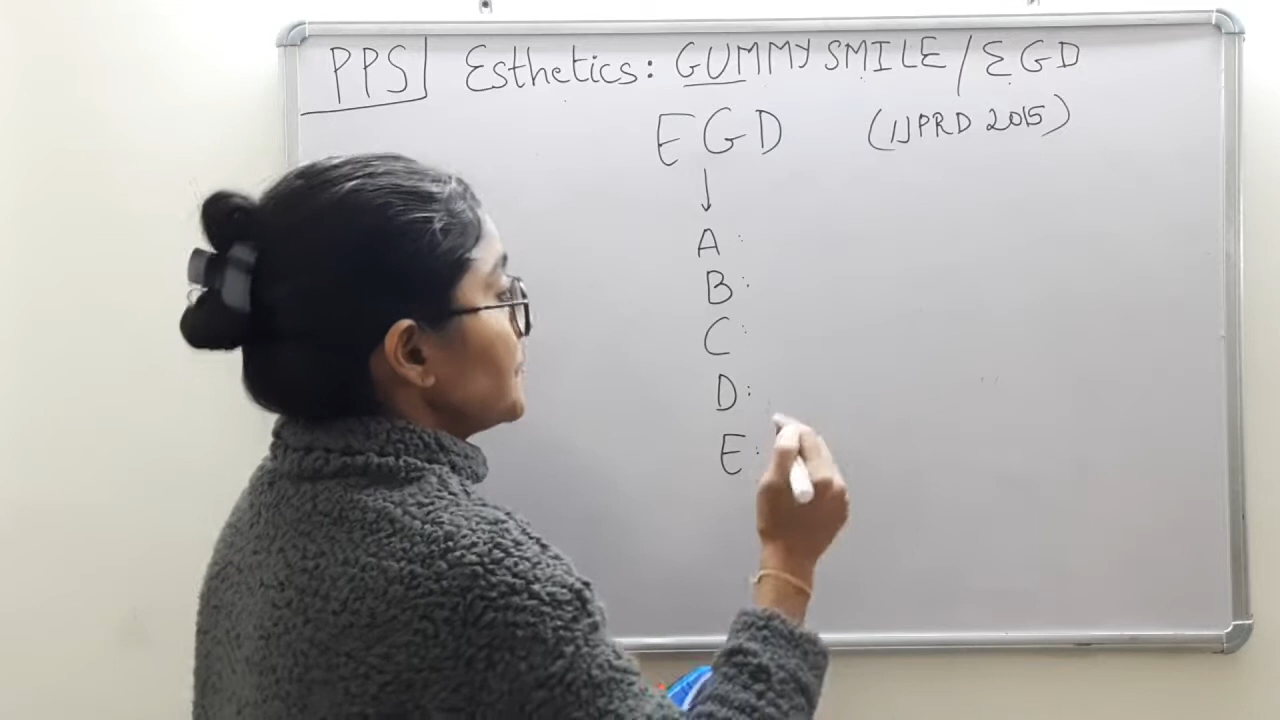 PPS Esthetics: GUMMY SMILE / EGD
EGD (IJPRD 2015)
↓
A:
B:
C:
D:
E: